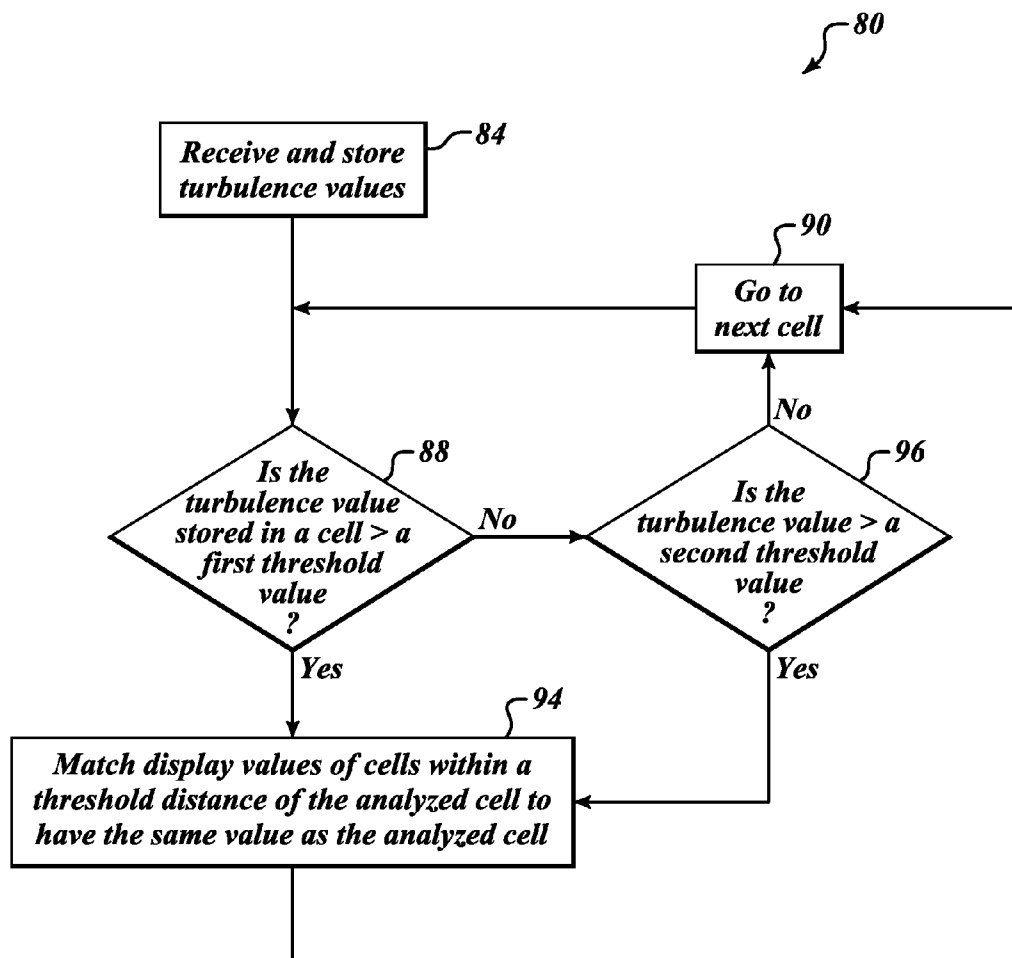 80
84
Receive and store
turbulence values
90
Go to
next cell
No
88
Is the
turbulence value
stored in a cell > a
first threshold
value
?
No
96
Is the
turbulence value > a
second threshold
value
?
Yes
Yes
94
Match display values of cells within a
threshold distance of the analyzed cell to
have the same value as the analyzed cell